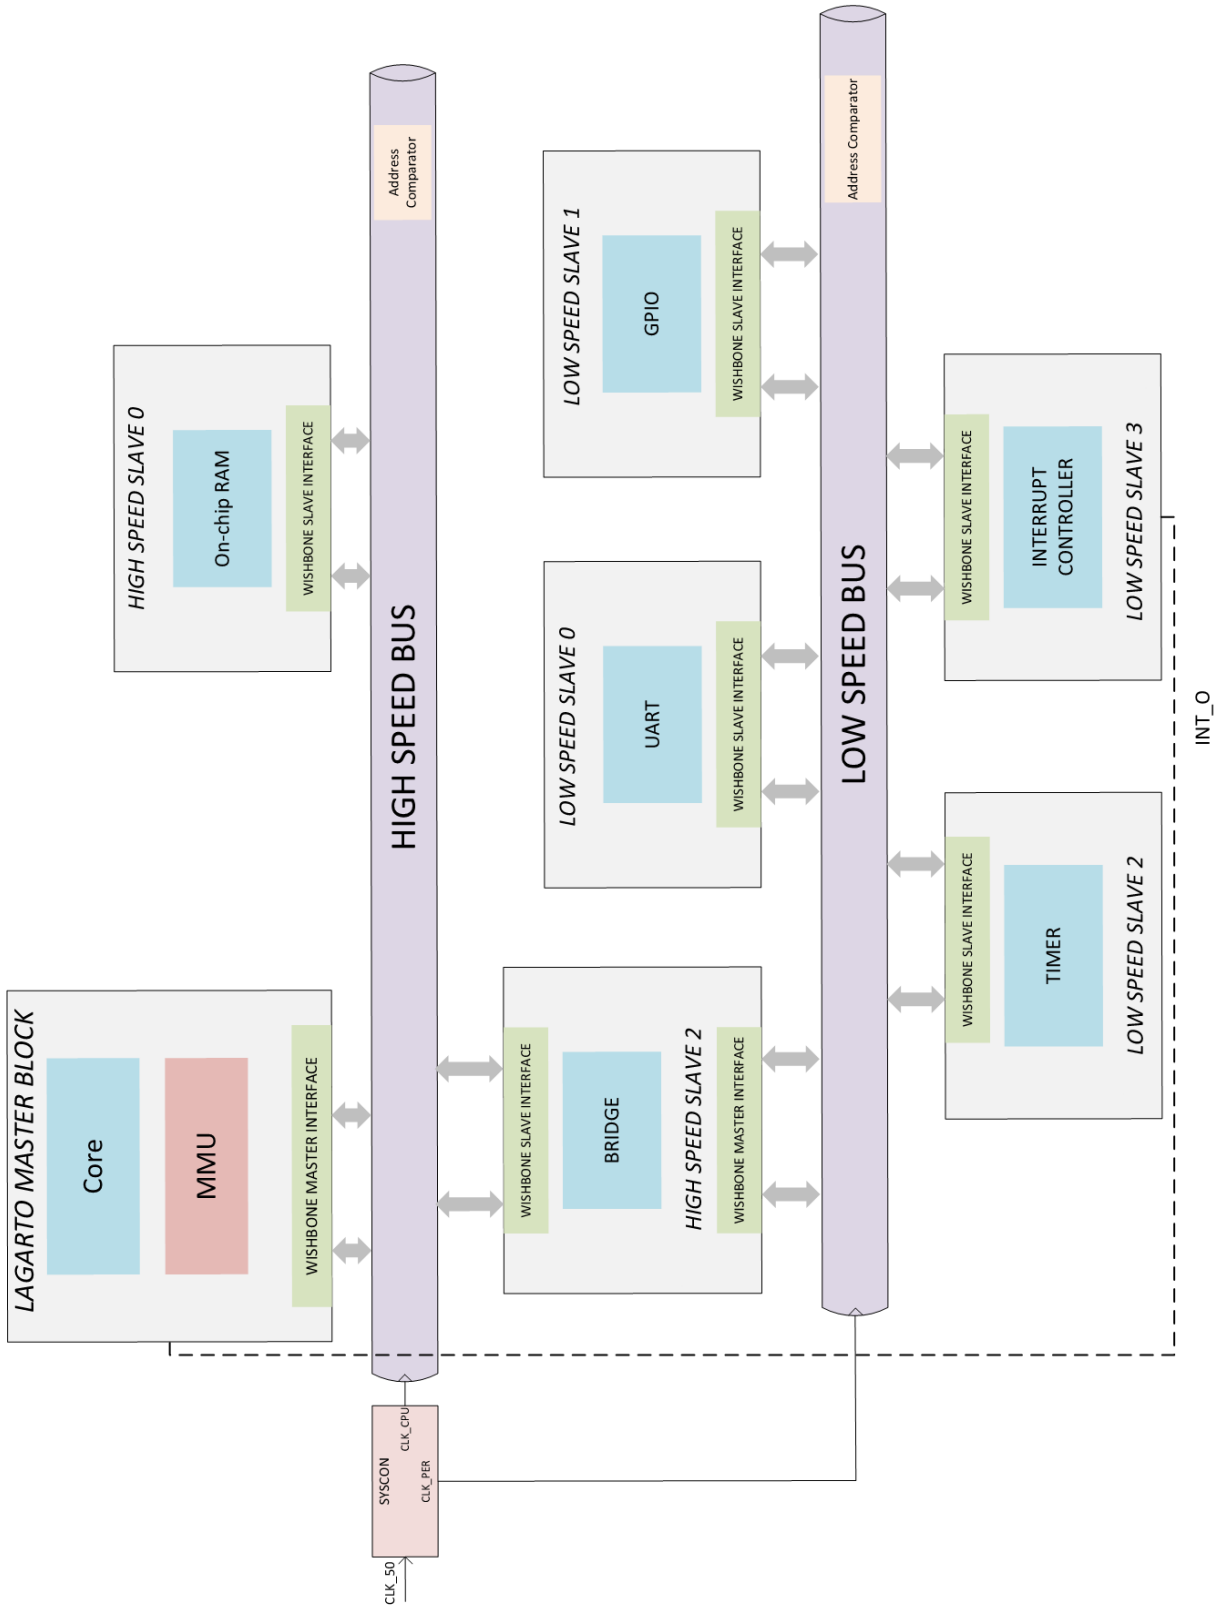 LAGARTO MASTER BLOCK
Core
MMU
WISHBONE MASTER INTERFACE
HIGH SPEED SLAVE 0
On-chip RAM
WISHBONE SLAVE INTERFACE
SYSCON
CLK_50
CLK_CPU
CLK_PER
HIGH SPEED BUS
Address
Comparator
WISHBONE SLAVE INTERFACE
BRIDGE
HIGH SPEED SLAVE 2
WISHBONE MASTER INTERFACE
LOW SPEED SLAVE 0
UART
WISHBONE SLAVE INTERFACE
LOW SPEED SLAVE 1
GPIO
WISHBONE SLAVE INTERFACE
LOW SPEED BUS
Address Comparator
WISHBONE SLAVE INTERFACE
TIMER
LOW SPEED SLAVE 2
WISHBONE SLAVE INTERFACE
INTERRUPT
CONTROLLER
LOW SPEED SLAVE 3
INT_O